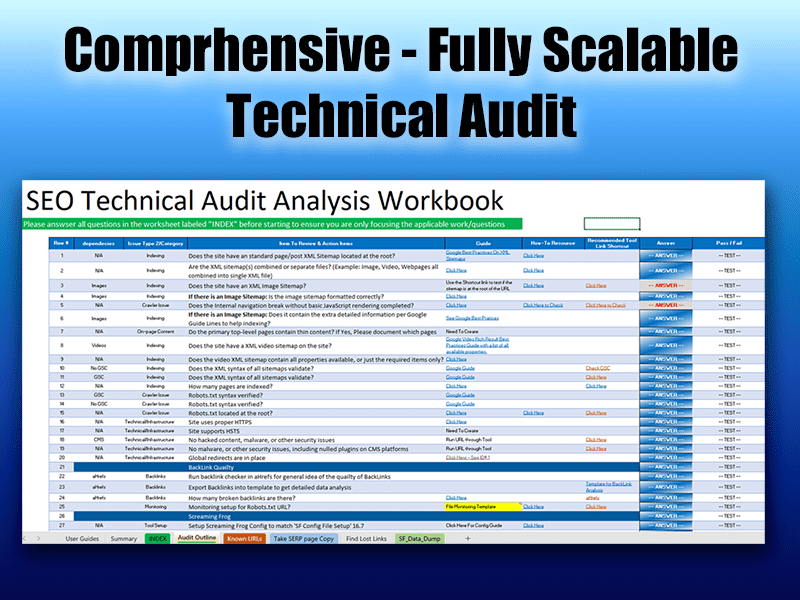 Comprhensive - Fully Scalable
Technical Audit
SEO Technical Audit Analysis Workbook
Please answser all questions in the worksheet labeled "INDEX" before starting to ensure you are only focusing the applicable work/questions
Row # dependecies Issue Type 2/Category Item To Review & Action Items Guide How-To Resource Recommended Tool Link Shortcut Answer Pass / Fail
1 N/A Indexing Does the site have an standard page/post XML Sitemap located at the root? Google Best Practices On XML Sitemaps Click Here -- ANSWER -- -- TEST --
2 N/A Indexing Are the XML sitemap(s) combined or separate files? (Example: Image, Video, Webpages all combined into single XML file) Click Here Click Here -- ANSWER -- -- TEST --
3 Images Indexing Does the site have an XML Image Sitemap? Use the Shortcut link to test if the sitemap is at the root of the URL Click Here Click Here -- ANSWER -- -- TEST --
4 Images Indexing If there is an Image Sitemap: Is the image sitemap formatted correctly? Click Here -- ANSWER -- -- TEST --
5 N/A Crawler Issue Does the internal navigation break without basic JavaScript rendering completed? Click Here Click Here to Check Click Here to Check -- ANSWER -- -- TEST --
6 Images Indexing If there is an Image Sitemap: Does it contain the extra detailed information per Google Guide Lines to help indexing? See Google Best Pratices -- ANSWER -- -- TEST --
7 N/A On-page Content Do the primary top-level pages contain thin content? If Yes, Please document which pages Need To Create -- ANSWER -- -- TEST --
8 Videos Indexing Does the site have a XML video sitemap on the site? Google Video Rich Result Best Practices Guide with a list of all available properties. -- ANSWER -- -- TEST --
9 N/A Indexing Does the video XML sitemap contain all properties available, or just the required items only? Click Here -- ANSWER -- -- TEST --
10 No GSC Indexing Does the XML syntax of all sitemaps validate? Google Guide Check GSC -- ANSWER -- -- TEST --
11 GSC Indexing Does the XML syntax of all sitemaps validate? Google Guide Click Here -- ANSWER -- -- TEST --
12 N/A Indexing How many pages are indexed? Click Here Click Here -- ANSWER -- -- TEST --
13 GSC Crawler Issue Robots.txt syntax verified? Google Guide -- ANSWER -- -- TEST --
14 No GSC Crawler Issue Robots.txt syntax verified? Google Guide -- ANSWER -- -- TEST --
15 N/A Crawler Issue Robots.txt located at the root? Click Here Click Here Click Here -- ANSWER -- -- TEST --
16 N/A Technical/Infrastructure Site uses proper HTTPS Click Here -- ANSWER -- -- TEST --
17 N/A Technical/Infrastructure Site supports HSTS Need To Create -- ANSWER -- -- TEST --
18 CMS Technical/Infrastructure No hacked content, malware, or other security issues Run URL through Tool Click Here -- ANSWER -- -- TEST --
19 N/A Technical/Infrastructure No malware, or other security issues, including nulled plugins on CMS platforms Run URL through Tool Click Here -- ANSWER -- -- TEST --
20 N/A Technical/Infrastructure Global redirects are in place -- ANSWER -- -- TEST --
21 BackLink Quailty -- ANSWER --
22 aHrefs Backlinks Run backlink checker in aHrefs for general idea of the quailty of BackLinks -- ANSWER -- -- TEST --
23 aHrefs Backlinks Export BackLinks into template to get detailed data analysis Template for BackLink Analysis -- ANSWER -- -- TEST --
24 aHrefs Backlinks How many broken backlinks are there? Click Here aHrefs -- ANSWER -- -- TEST --
25 Monitoring Monitoring setup for Robots.txt URL? File Monitoring Template Click Here Click Here -- ANSWER -- -- TEST --
26 Screaming Frog -- ANSWER --
27 N/A Tool Setup Setup Screaming Frog Config to match 'SF Config File Setup' 16.7 Click Here For Config Guide Click Here -- ANSWER -- -- TEST --
User Guides Summary INDEX Audit Outline Known URLs Take SERP page Copy Find Lost Links SF_Data_Dump +